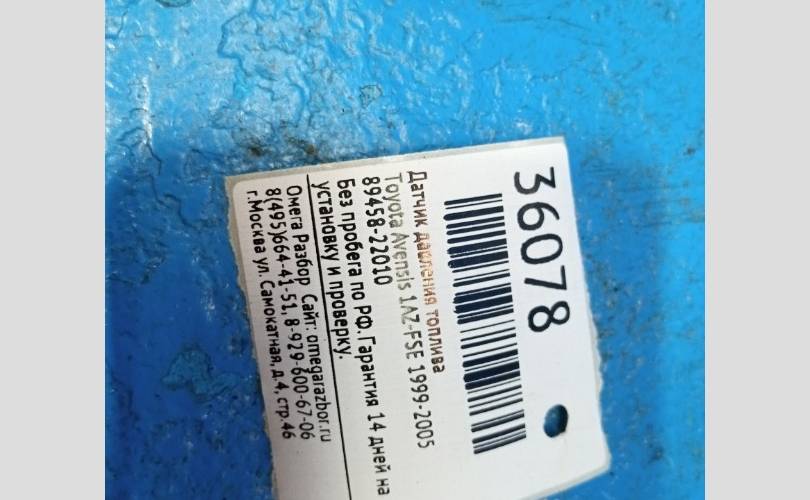 36078
Датчик давления топлива
Toyota Avensis 1AZ-FSE 1999-2005
89458-22010
Без пробега по РФ. Гарантия 14 дней на
установку и проверку.
Омега Разбор Сайт: omegarazbor.ru
8(495)664-41-51, 8-929-600-67-06
г.Москва ул. Самокатная, д.4, стр.46